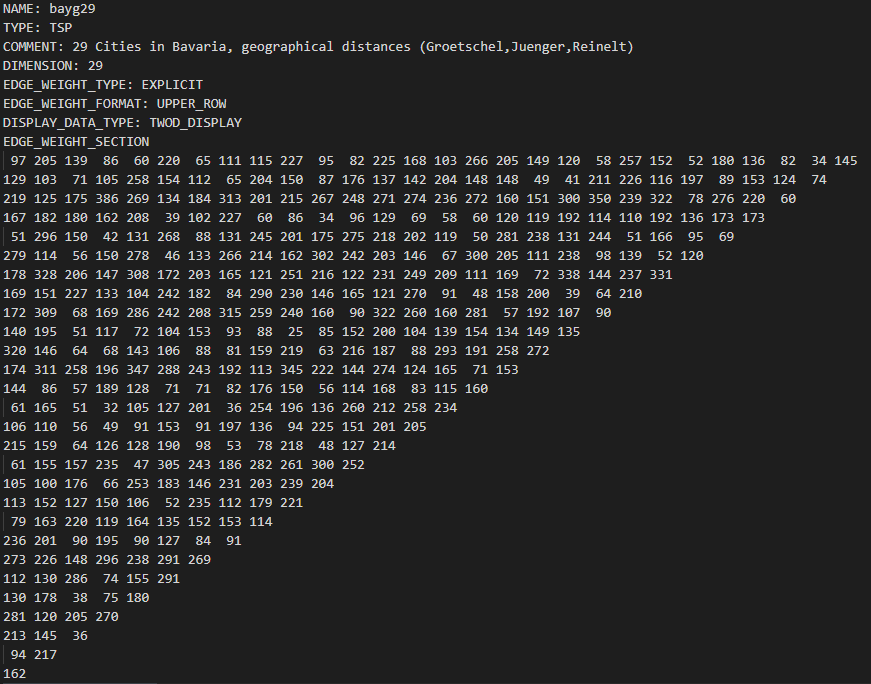 NAME: bayg29
TYPE: TSP
COMMENT: 29 Cities in Bavaria, geographical distances (Groetschel,Juenger,Reinelt)
DIMENSION: 29
EDGE_WEIGHT_TYPE: EXPLICIT
EDGE_WEIGHT_FORMAT: UPPER_ROW
DISPLAY_DATA_TYPE: TWOD_DISPLAY
EDGE_WEIGHT_SECTION
97 205 139 86 60 220 65 111 115 227 95 82 225 168 103 266 205 149 120 58 257 152 52 180 136 82 34 145
129 103 71 105 258 154 112 65 204 150 87 176 137 142 204 148 148 49 41 211 226 116 197 89 153 124 74
219 125 175 386 269 134 184 313 201 215 267 248 271 274 236 272 160 151 300 350 239 322 78 276 220 60
167 182 180 162 208 39 102 227 60 86 34 96 129 69 58 60 120 119 192 114 110 192 136 173 173
51 296 150 42 131 268 88 131 245 201 175 275 218 202 119 50 281 238 131 244 51 166 95 69
279 114 56 150 278 46 133 266 214 162 302 242 203 146 67 300 205 111 238 98 139 52 120
178 328 206 147 308 172 203 165 121 251 216 122 231 249 209 111 169 72 338 144 237 331
169 151 227 133 104 242 182 84 290 230 146 165 121 270 91 48 158 200 39 64 210
172 309 68 169 286 242 208 315 259 240 160 90 322 260 160 281 57 192 107 90
140 195 51 117 72 104 153 93 88 25 85 152 200 104 139 154 134 149 135
320 146 64 68 143 106 88 81 159 219 63 216 187 88 293 191 258 272
174 311 258 196 347 288 243 192 113 345 222 144 274 124 165 71 153
144 86 57 189 128 71 71 82 176 150 56 114 168 83 115 160
61 165 51 32 105 127 201 36 254 196 136 260 212 258 234
106 110 56 49 91 153 91 197 136 94 225 151 201 205
215 159 64 126 128 190 98 53 78 218 48 127 214
61 155 157 235 47 305 243 186 282 261 300 252
105 100 176 66 253 183 146 231 203 239 204
113 152 127 150 106 52 235 112 179 221
79 163 220 119 164 135 152 153 114
236 201 90 195 90 127 84 91
273 226 148 296 238 291 269
112 130 286 74 155 291
130 178 38 75 180
281 120 205 270
213 145 36
94 217
162